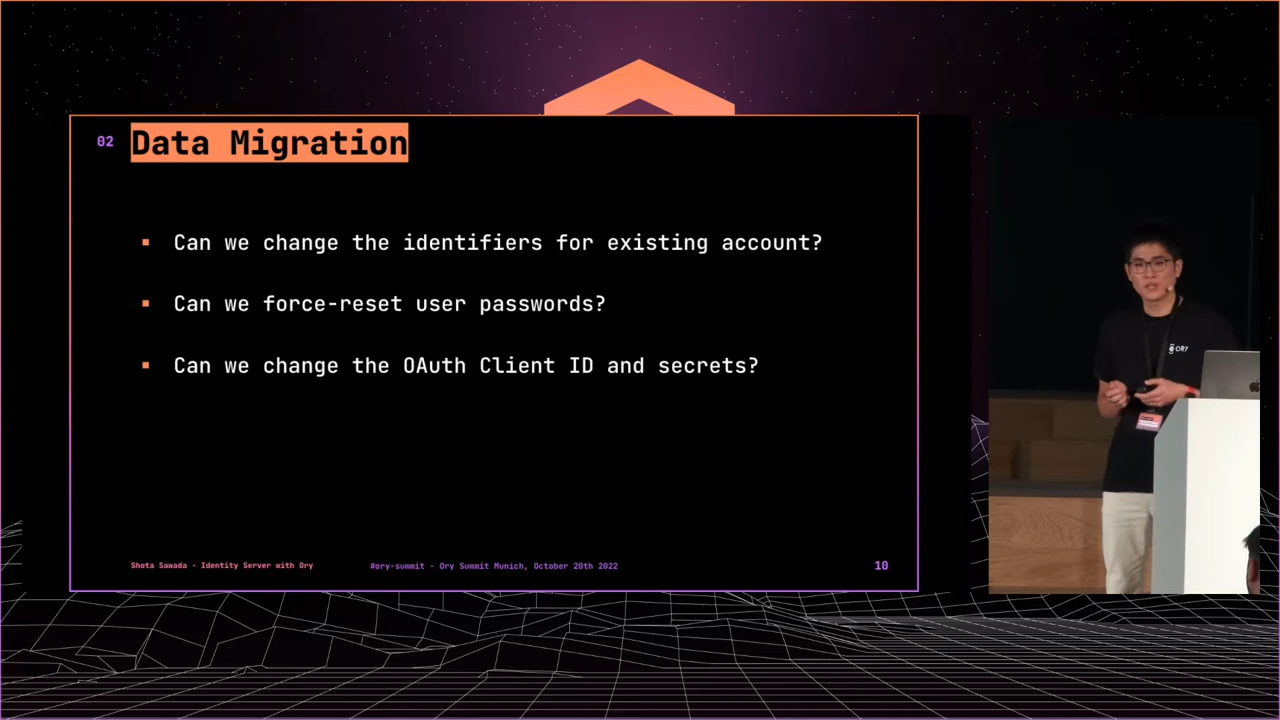 02
Data Migration
▪ Can we change the identifiers for existing account?
▪ Can we force-reset user passwords?
▪ Can we change the OAuth Client ID and secrets?
Shota Sawada - Identity Server with Ory
#ory-summit - Ory Summit Munich, October 20th 2022
10
ORY